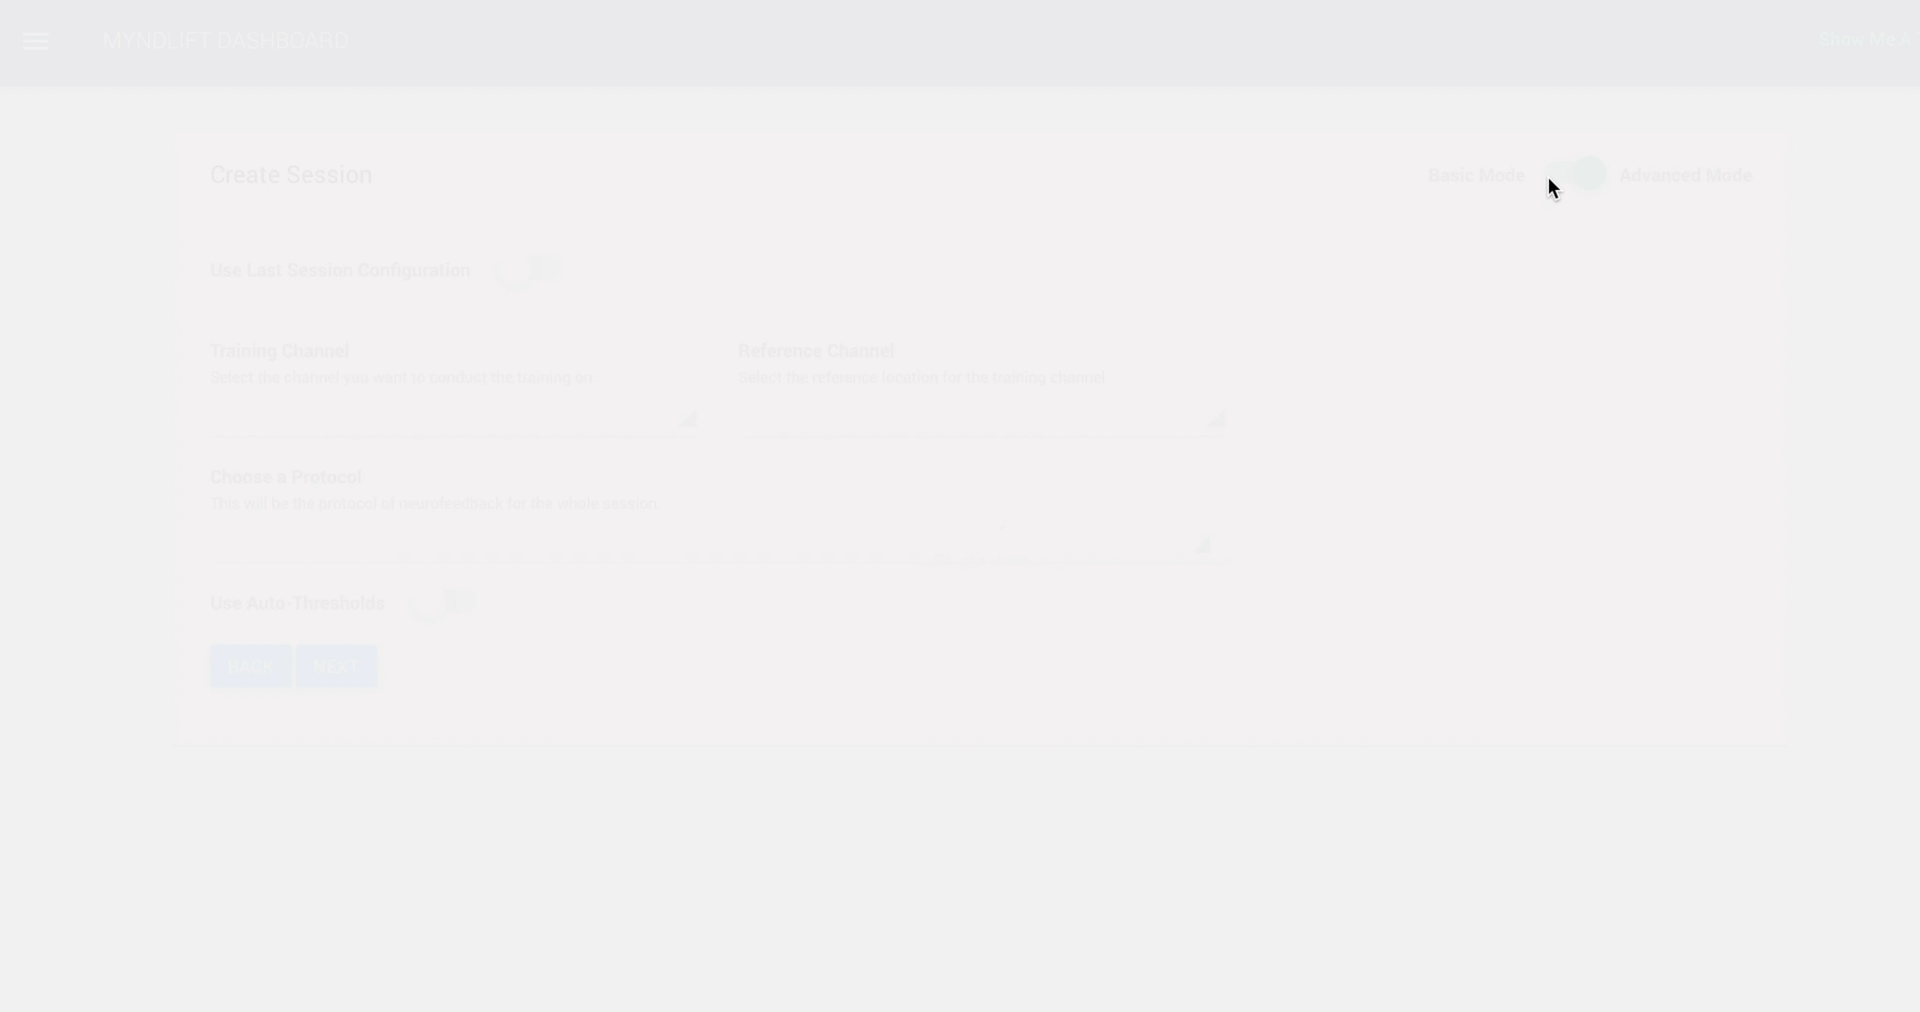 MYNDLIFT DASHBOARD
Show Me A
Create Session
Basic Mode
Advanced Mode
Use Last Session Configuration
Training Channel
Reference Channel
Select the channel you want to conduct the training on
Select the reference location for the training channel
Choose a Protocol
This will be the protocol of neurofeedback for the whole session
Use Auto-Thresholds
BACK
NEXT